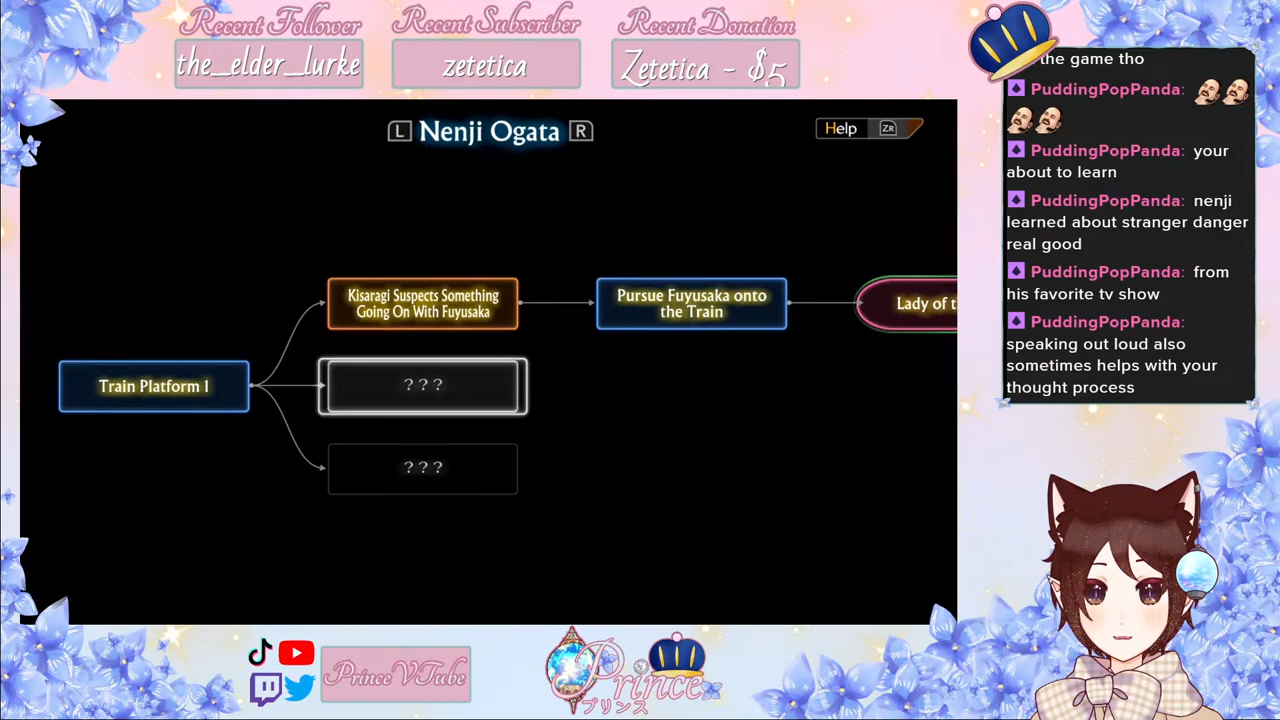 Recent Follower
the_elder_lurke
Recent Subscriber
zetetica
Recent Donation
Zetetica - $5
L Nenji Ogata R
Help ZR
Train Platform 1
Kisaragi Suspects Something
Going On With Fuyusaka
Pursue Fuyusaka onto
the Train
Lady of t
? ? ?
? ? ?
the game tho
PuddingPopPanda:
PuddingPopPanda: your
about to learn
PuddingPopPanda: nenji
learned about stranger danger
real good
PuddingPopPanda: from
his favorite tv show
PuddingPopPanda:
speaking out loud also
sometimes helps with your
thought process
Prince VTube
Prince
プリンス